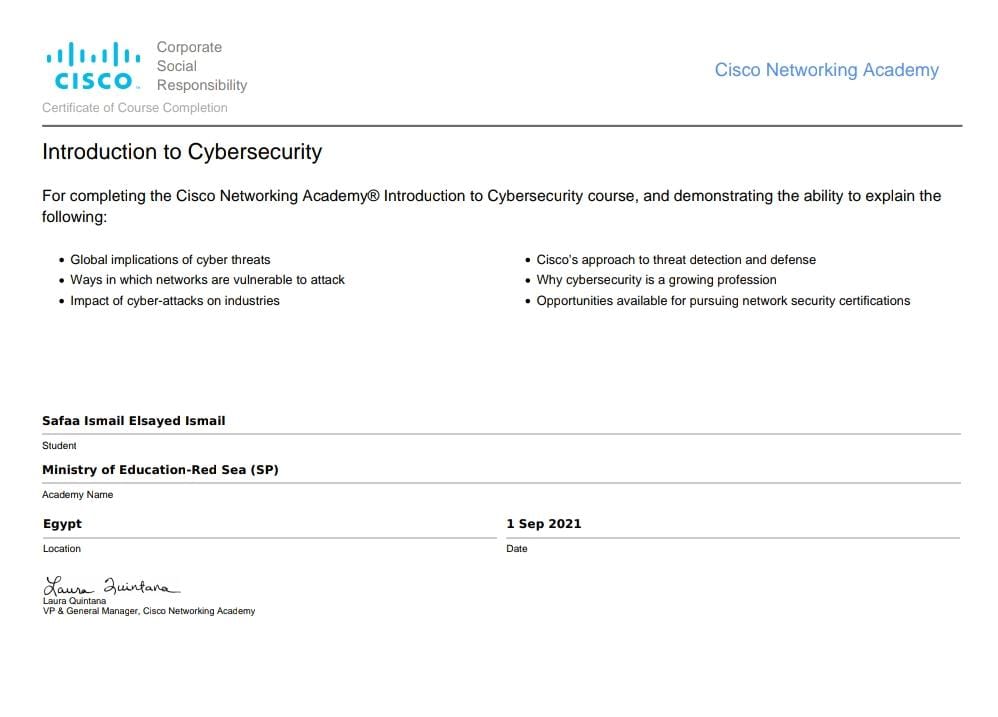 CISCO
Corporate
Social
Responsibility
Cisco Networking Academy
Certificate of Course Completion
Introduction to Cybersecurity
For completing the Cisco Networking Academy® Introduction to Cybersecurity course, and demonstrating the ability to explain the
following:
• Global implications of cyber threats
• Ways in which networks are vulnerable to attack
• Impact of cyber-attacks on industries
• Cisco's approach to threat detection and defense
• Why cybersecurity is a growing profession
• Opportunities available for pursuing network security certifications
Safaa Ismail Elsayed Ismail
Student
Ministry of Education-Red Sea (SP)
Academy Name
Egypt
Location
1 Sep 2021
Date
Laura Quintana
Laura Quintana
VP & General Manager, Cisco Networking Academy